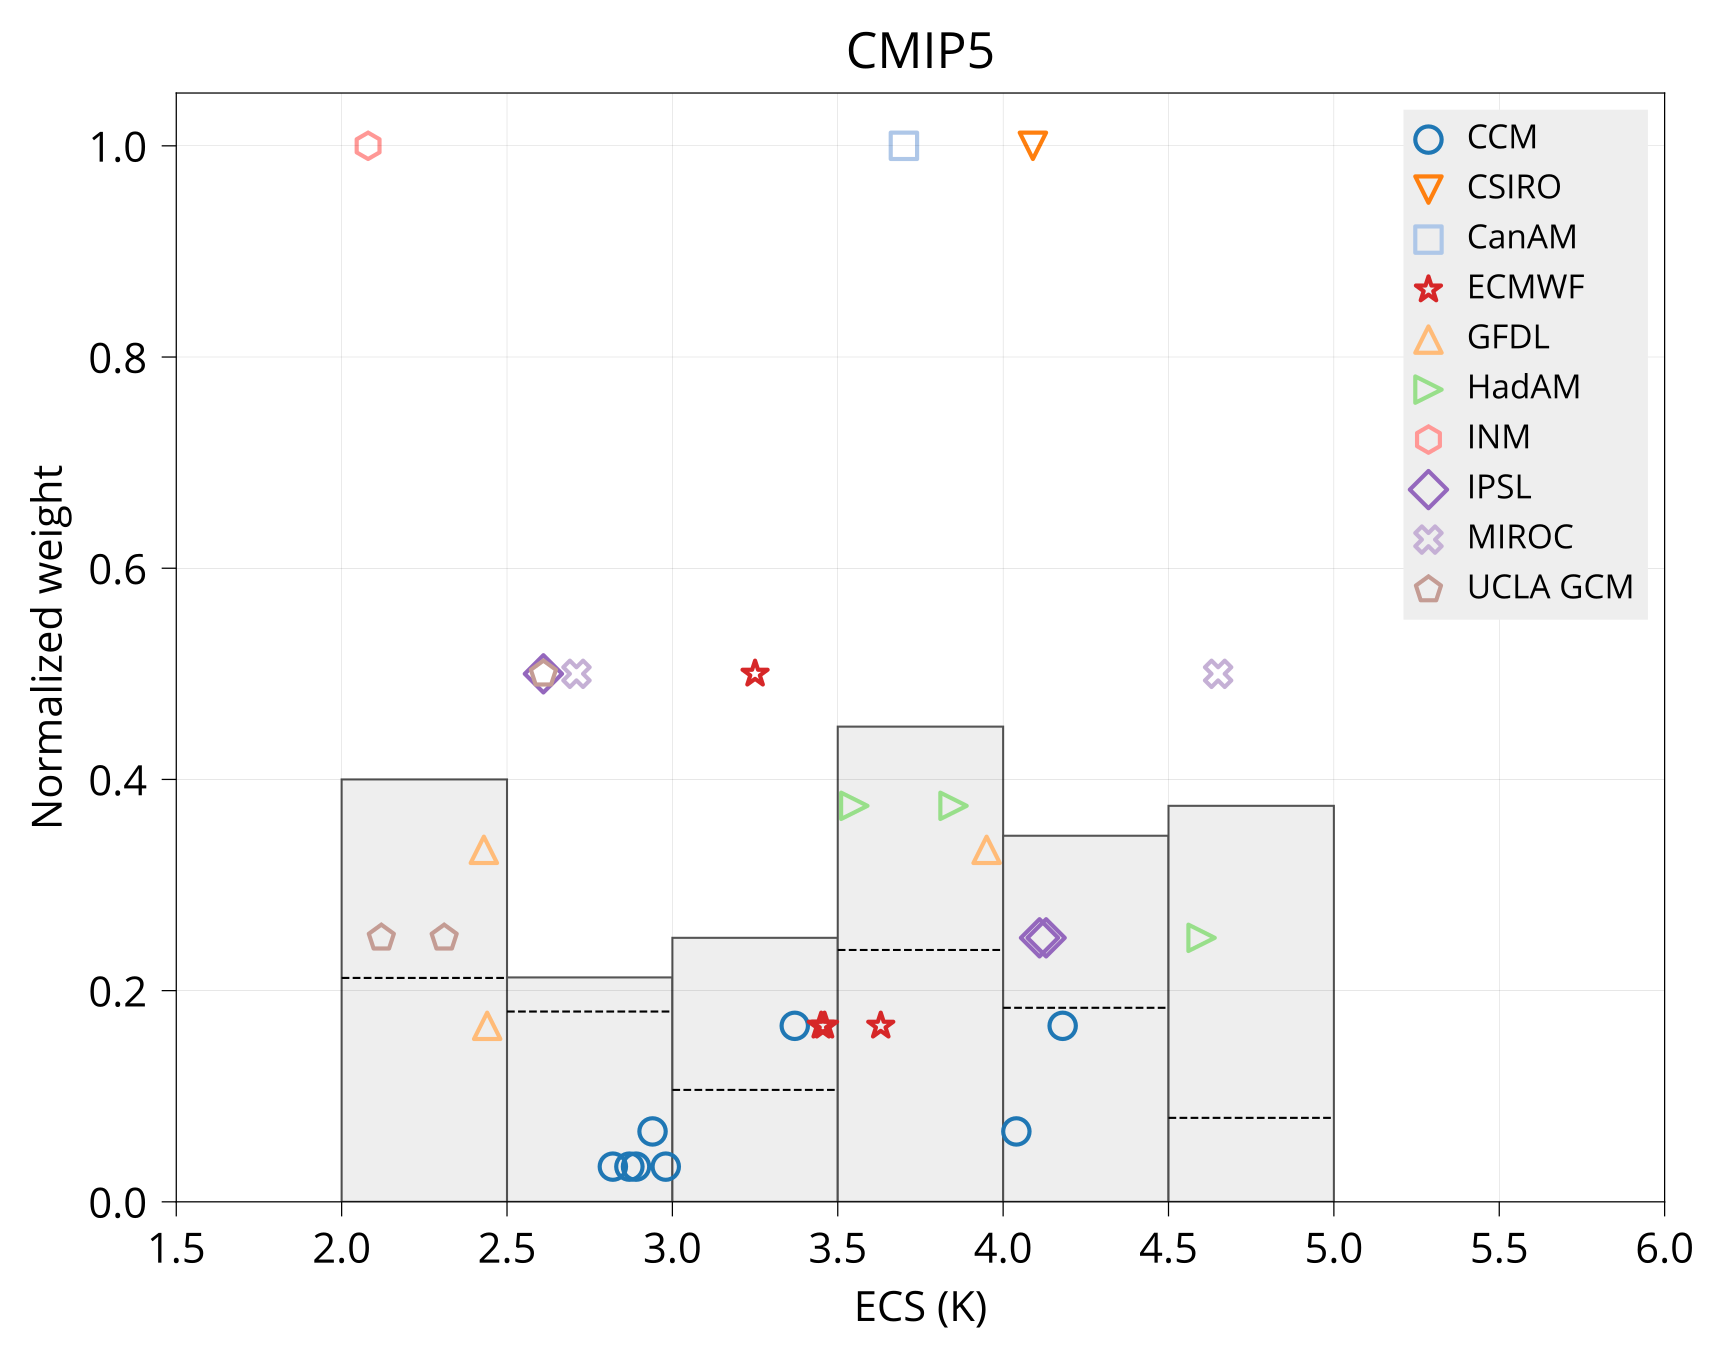 CMIP5
Normalized weight
1.0
0.8
0.6
0.4
0.2
0.0
1.5 2.0 2.5 3.0 3.5 4.0 4.5 5.0 5.5 6.0
ECS (K)
CCM
CSIRO
CanAM
ECMWF
GFDL
HadAM
INM
IPSL
MIROC
UCLA GCM